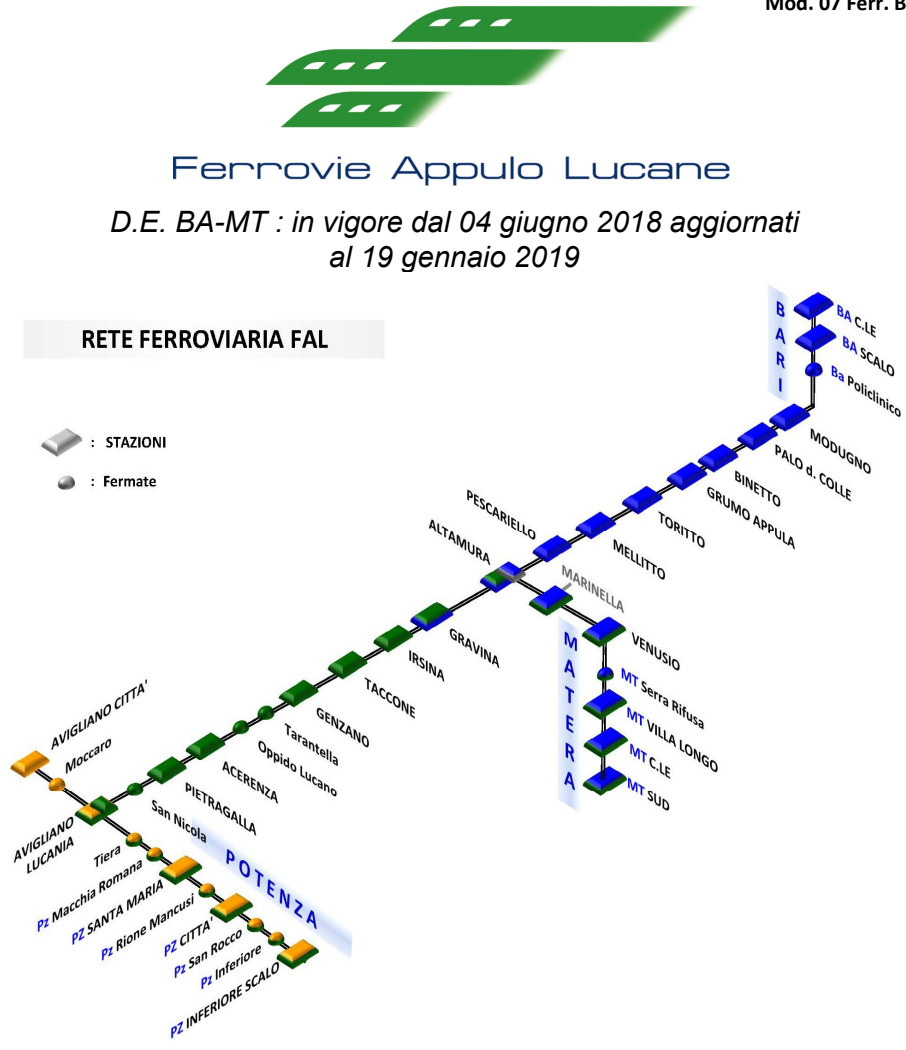 Mod. 07 Ferr. B
Ferrovie Appulo Lucane
D.E. BA-MT : in vigore dal 04 giugno 2018 aggiornati
al 19 gennaio 2019
RETE FERROVIARIA FAL
: STAZIONI
: Fermate
BARI
BA C.LE
BA SCALO
Ba Policlinico
MODUGNO
PALO d. COLLE
BINETTO
GRUMO APPULA
TORITTO
MELLITTO
PESCARIELLO
ALTAMURA
MARINELLA
VENUSIO
MATERA
MT Serra Rifusa
MT VILLA LONGO
MT C.LE
MT SUD
GRAVINA
IRSINA
TACCONE
GENZANO
Tarantella
Oppido Lucano
ACERENZA
PIETRAGALLA
San Nicola
AVIGLIANO CITTA'
Moccaro
AVIGLIANO
LUCANIA
POTENZA
Tiera
Pz Macchia Romana
PZ SANTA MARIA
Pz Rione Mancusi
PZ CITTA'
Pz San Rocco
Pz Inferiore
PZ INFERIORE SCALO